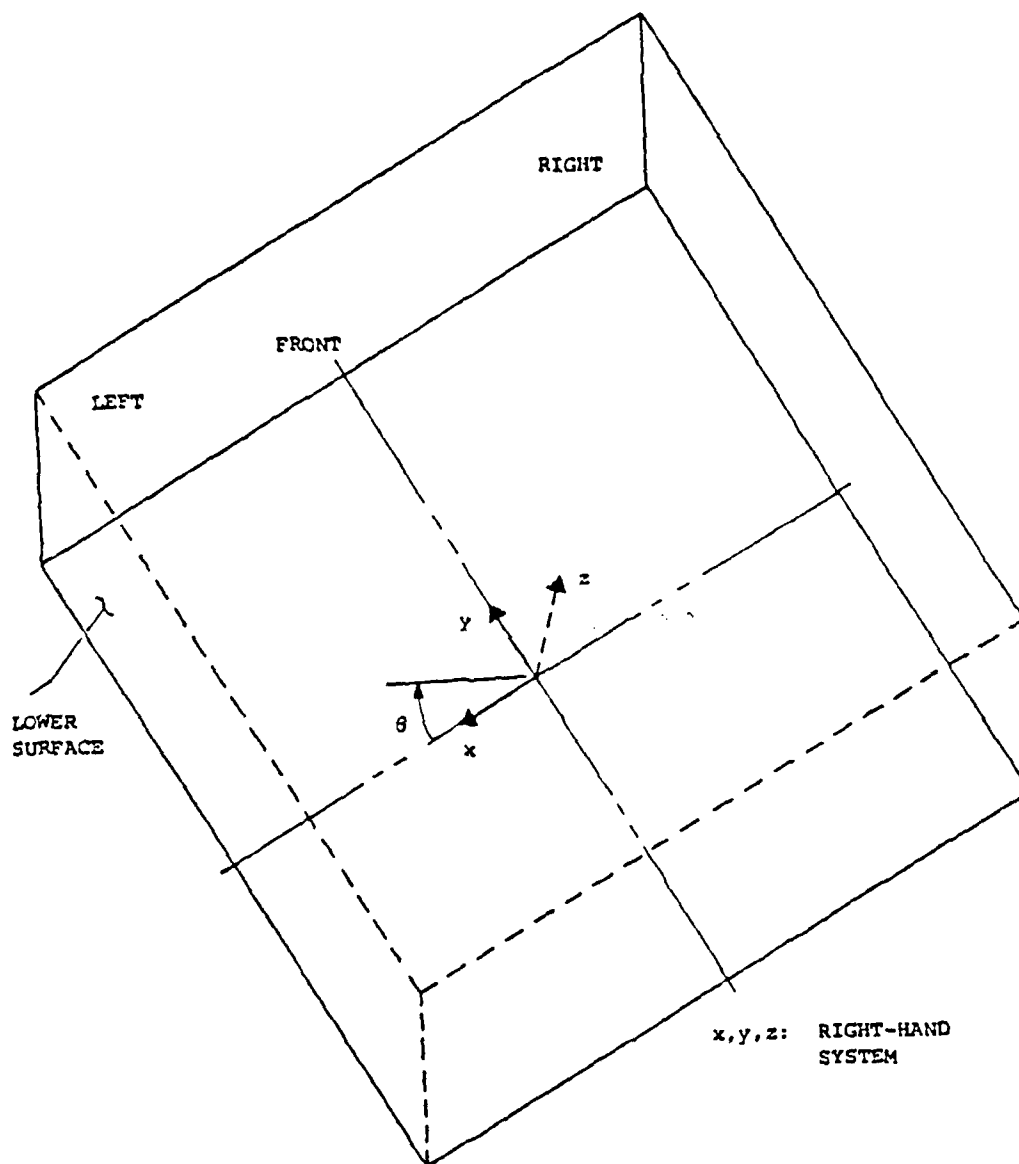 RIGHT
FRONT
LEFT
z
y
θ
x
LOWER
SURFACE
x,y,z: RIGHT-HAND
SYSTEM